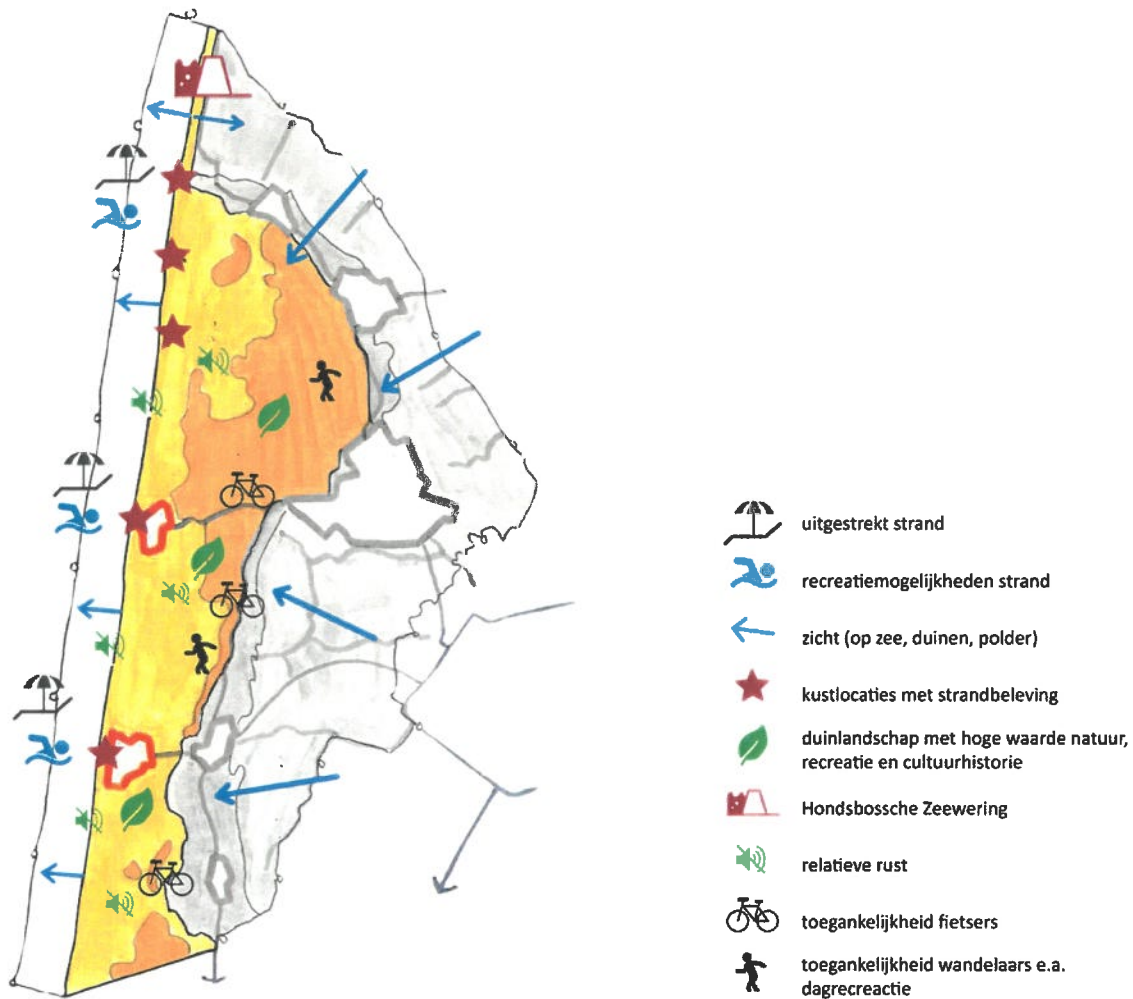 uitgestrekt strand
recreatiemogelijkheden strand
zicht (op zee, duinen, polder)
kustlocaties met strandbeleving
duinlandschap met hoge waarde natuur,
recreatie en cultuurhistorie
Hondsbossche Zeewering
relatieve rust
toegankelijkheid fietsers
toegankelijkheid wandelaars e.a.
dagrecreactie